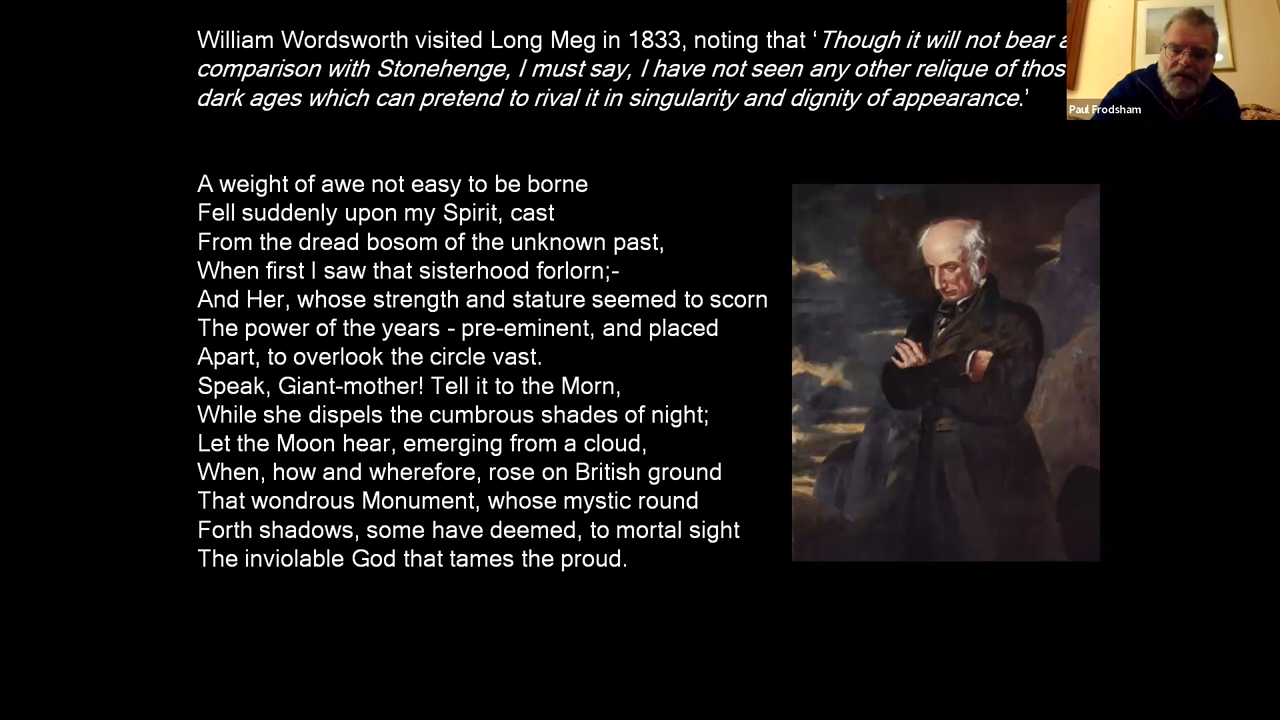 William Wordsworth visited Long Meg in 1833, noting that ‘Though it will not bear a
comparison with Stonehenge, I must say, I have not seen any other relique of thos
dark ages which can pretend to rival it in singularity and dignity of appearance.’
Paul Frodsham
A weight of awe not easy to be borne
Fell suddenly upon my Spirit, cast
From the dread bosom of the unknown past,
When first I saw that sisterhood forlorn;-
And Her, whose strength and stature seemed to scorn
The power of the years - pre-eminent, and placed
Apart, to overlook the circle vast.
Speak, Giant-mother! Tell it to the Morn,
While she dispels the cumbrous shades of night;
Let the Moon hear, emerging from a cloud,
When, how and wherefore, rose on British ground
That wondrous Monument, whose mystic round
Forth shadows, some have deemed, to mortal sight
The inviolable God that tames the proud.